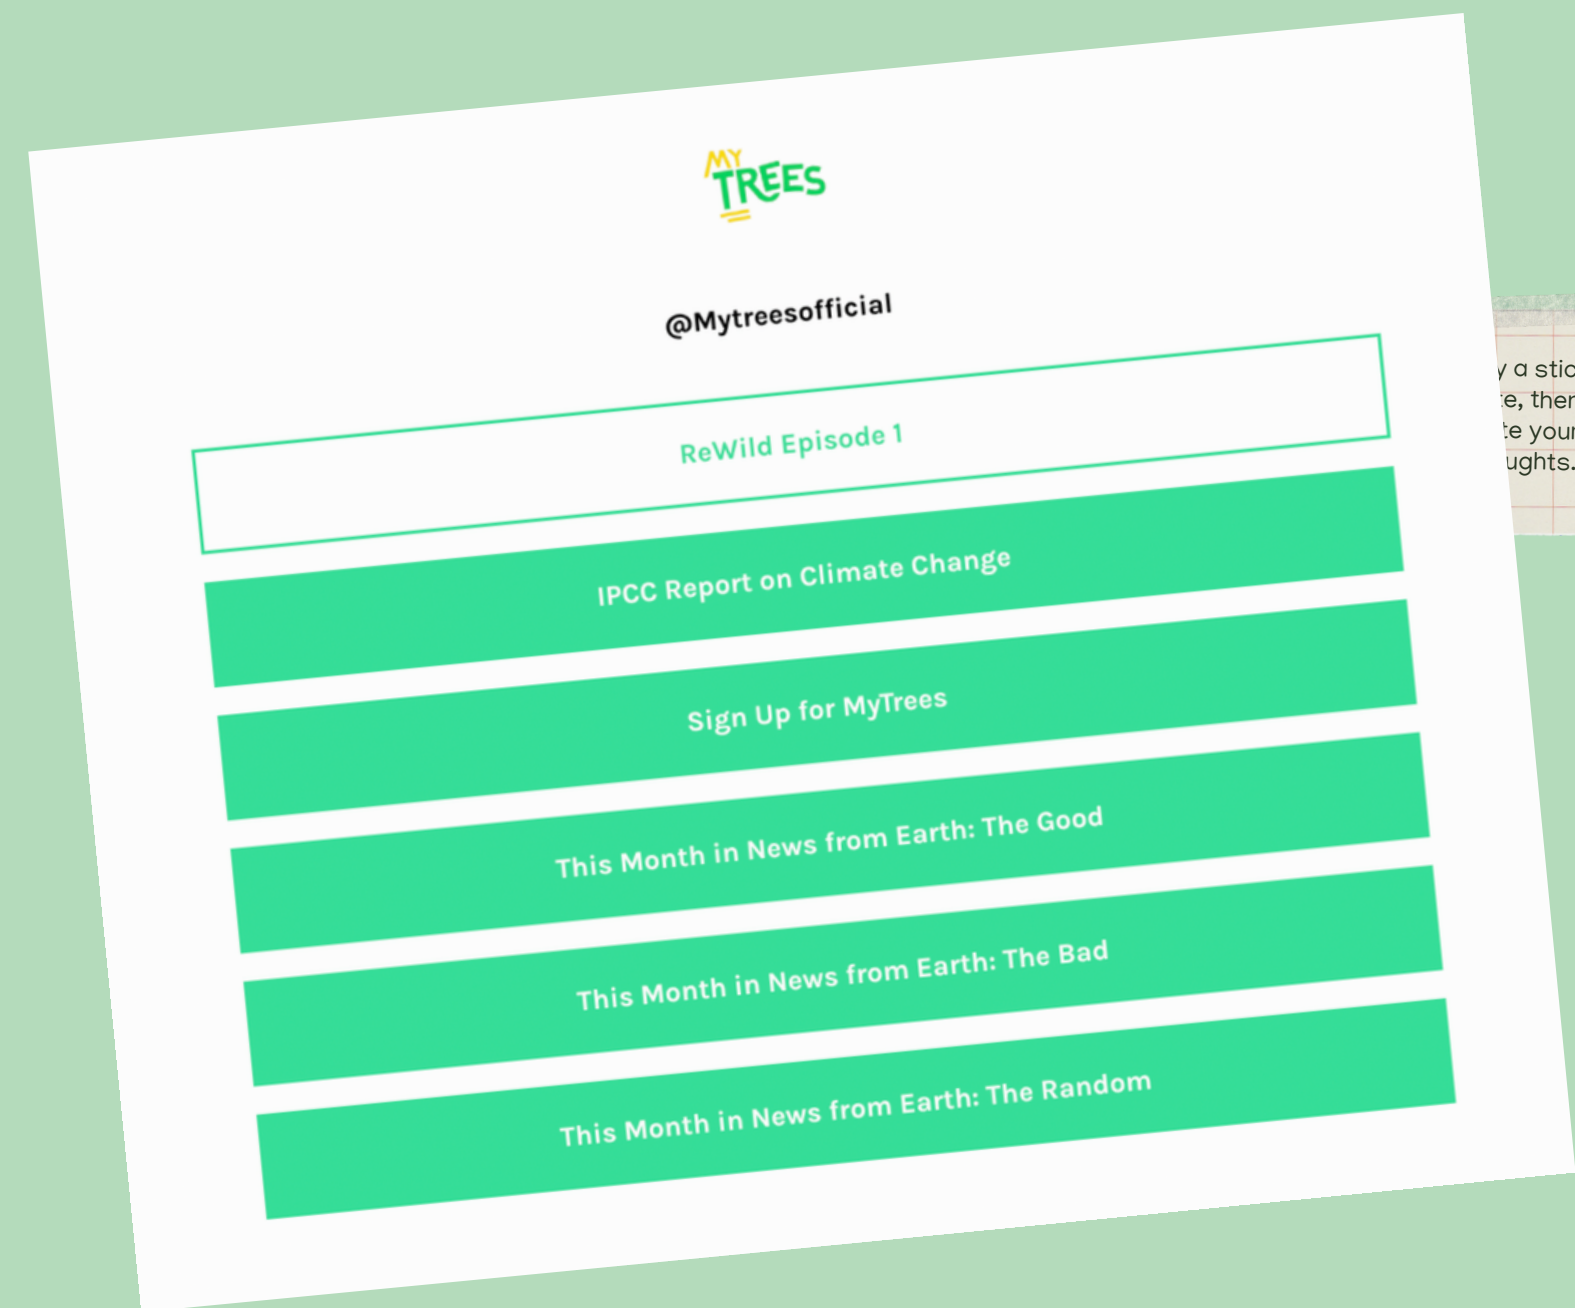 MY
TREES
@Mytreesofficial
ReWild Episode 1
IPCC Report on Climate Change
Sign Up for MyTrees
This Month in News from Earth: The Good
This Month in News from Earth: The Bad
This Month in News from Earth: The Random
a
your